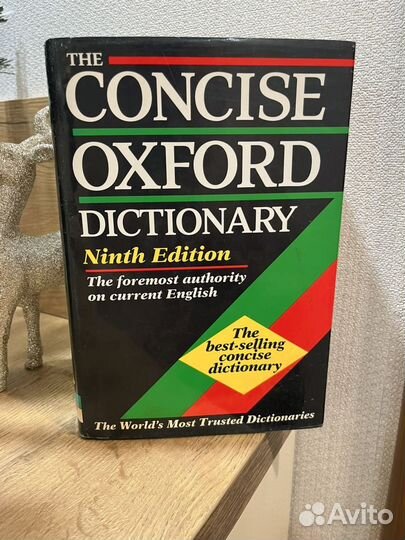 THE
CONCISE
OXFORD
DICTIONARY
Ninth Edition
The foremost authority
on current English
The
best-selling
concise
dictionary
The World's Most Trusted Dictionaries
Avito